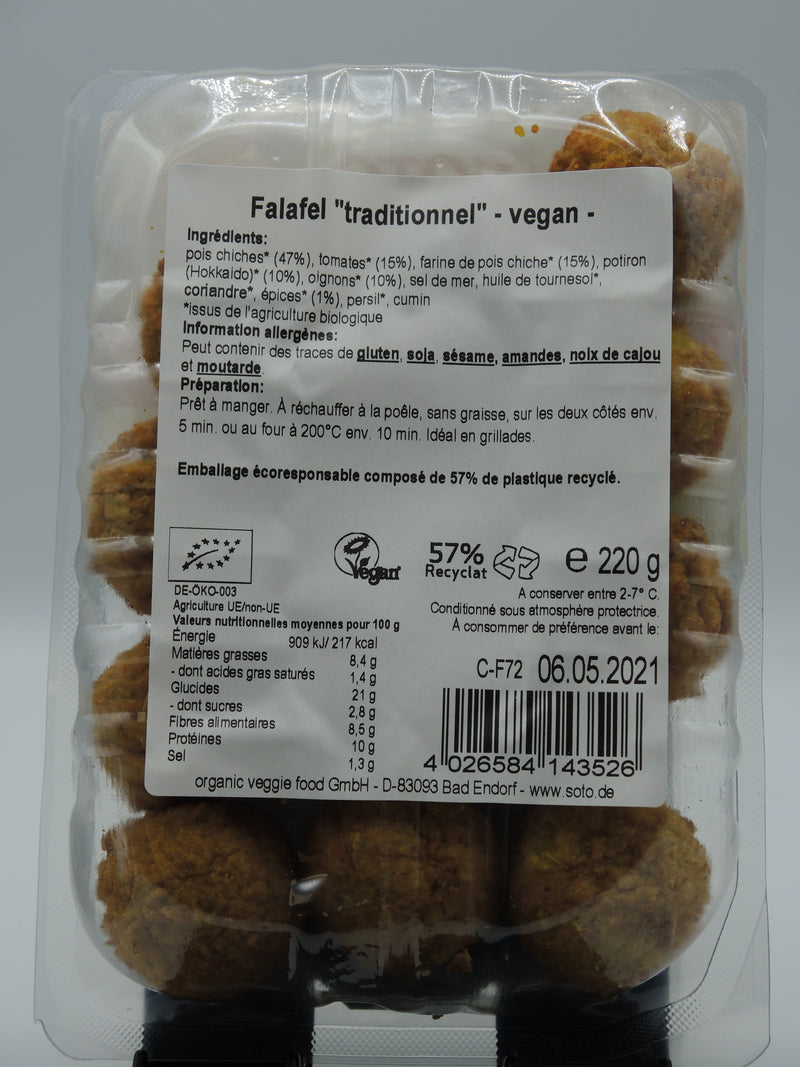 Falafel "traditionnel" - vegan -
Ingrédients:
pois chiches* (47%), tomates* (15%), farine de pois chiche* (15%), potiron
(Hokkaido)* (10%), oignons* (10%), sel de mer, huile de tournesol*,
coriandre*, épices* (1%), persil*, cumin
*issus de l'agriculture biologique
Information allergènes:
Peut contenir des traces de gluten, soja, sésame, amandes, noix de cajou
et moutarde.
Préparation:
Prêt à manger. À réchauffer à la poêle, sans graisse, sur les deux côtés env.
5 min. ou au four à 200°C env. 10 min. Idéal en grillades.
Emballage écoresponsable composé de 57% de plastique recyclé.
Vegan
57%
Recyclat
e 220 g
DE-ÖKO-003
Agriculture UE/non-UE
A conserver entre 2-7° C.
Conditionné sous atmosphère protectrice.
À consommer de préférence avant le:
C-F72 06.05.2021
Valeurs nutritionnelles moyennes pour 100 g
Énergie 909 kJ/ 217 kcal
Matières grasses 8,4 g
- dont acides gras saturés 1,4 g
Glucides 21 g
- dont sucres 2,8 g
Fibres alimentaires 8,5 g
Protéines 10 g
Sel 1,3 g
4 026584 143526
organic veggie food GmbH - D-83093 Bad Endorf - www.soto.de